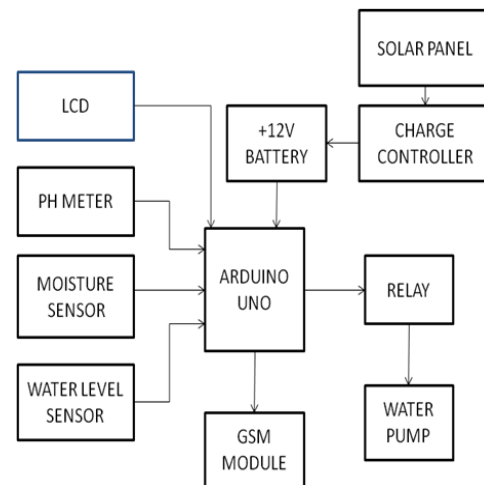 SOLAR PANEL
LCD
+12V
BATTERY
CHARGE
CONTROLLER
PH METER
MOISTURE
SENSOR
ARDUINO
UNO
RELAY
WATER LEVEL
SENSOR
GSM
MODULE
WATER
PUMP